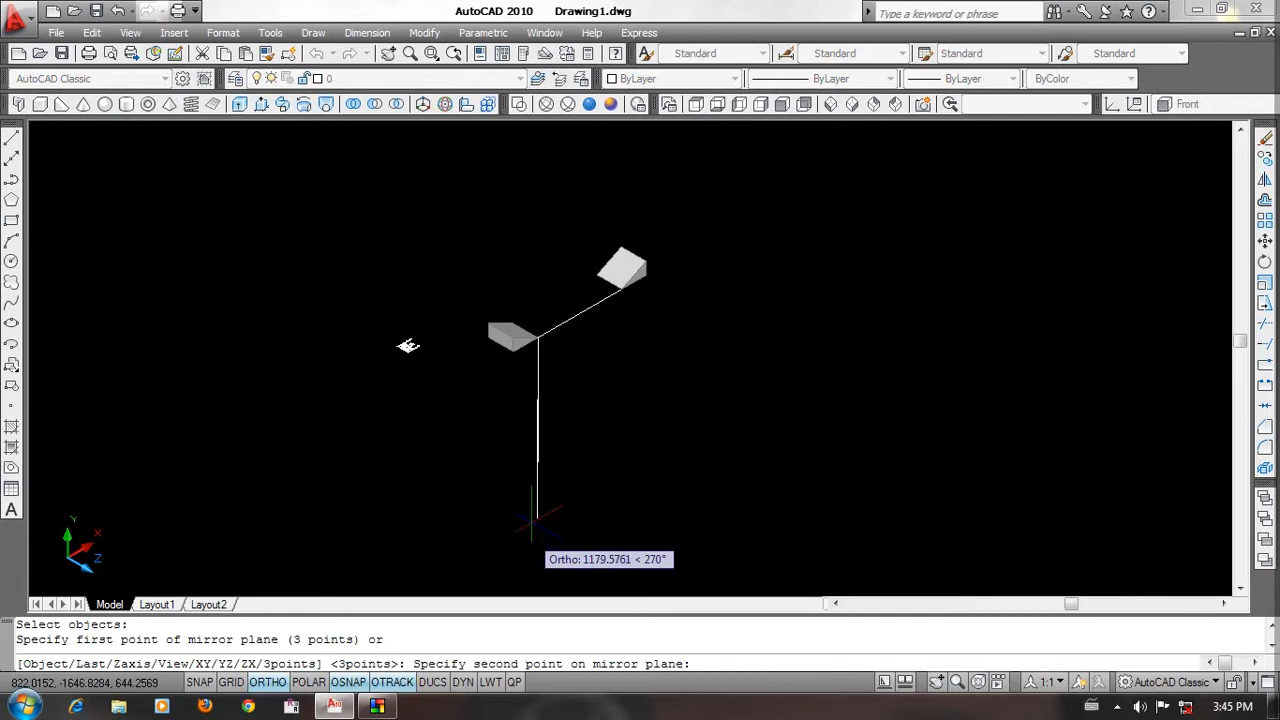 AutoCAD 2010 Drawing1.dwg
Type a keyword or phrase
File Edit View Insert Format Tools Draw Dimension Modify Parametric Window Help Express
Standard Standard Standard Standard
AutoCAD Classic 0 ByLayer ByLayer ByLayer ByColor
Front
Ortho: 1179.5761 < 270°
Y
X
Z
Model Layout1 Layout2
Select objects:
Specify first point of mirror plane (3 points) or
[Object/Last/Zaxis/View/XY/YZ/ZX/3points] <3points>: Specify second point on mirror plane:
822.0152, -1646.8284, 644.2569 SNAP GRID ORTHO POLAR OSNAP OTRACK DUCS DYN LWT QP 1:1 AutoCAD Classic
3:45 PM